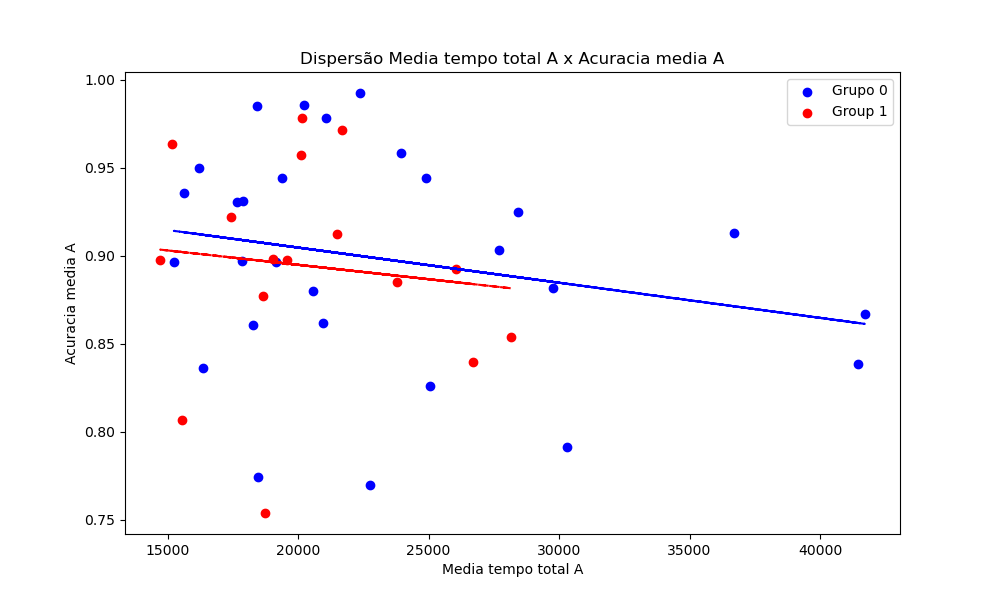 Dispersão Media tempo total A x Acuracia media A
Grupo 0
Group 1
1.00
0.95
0.90
0.85
0.80
0.75
Acuracia media A
15000 20000 25000 30000 35000 40000
Media tempo total A